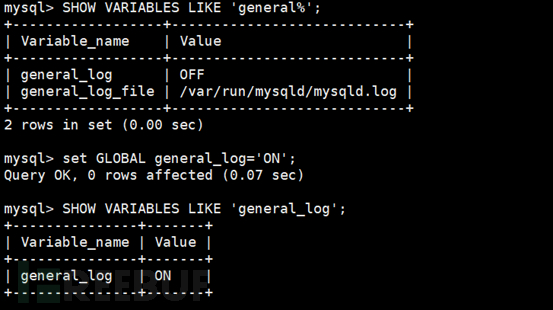 mysql> SHOW VARIABLES LIKE 'general%';
+------------------+----------------------------+
| Variable_name    | Value                      |
+------------------+----------------------------+
| general_log      | OFF                        |
| general_log_file | /var/run/mysqld/mysqld.log |
+------------------+----------------------------+
2 rows in set (0.00 sec)
mysql> set GLOBAL general_log='ON';
Query OK, 0 rows affected (0.07 sec)
mysql> SHOW VARIABLES LIKE 'general_log';
+---------------+-------+
| Variable_name | Value |
+---------------+-------+
| general_log   | ON    |
+---------------+-------+
REEBUF